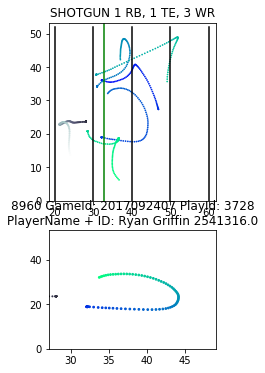 SHOTGUN 1 RB, 1 TE, 3 WR
50
40
30
20
10
0
20 30 40 50 60
8960 GameId: 2017092407 PlayId: 3728
PlayerName + ID: Ryan Griffin 2541316.0
40
20
0
30 35 40 45